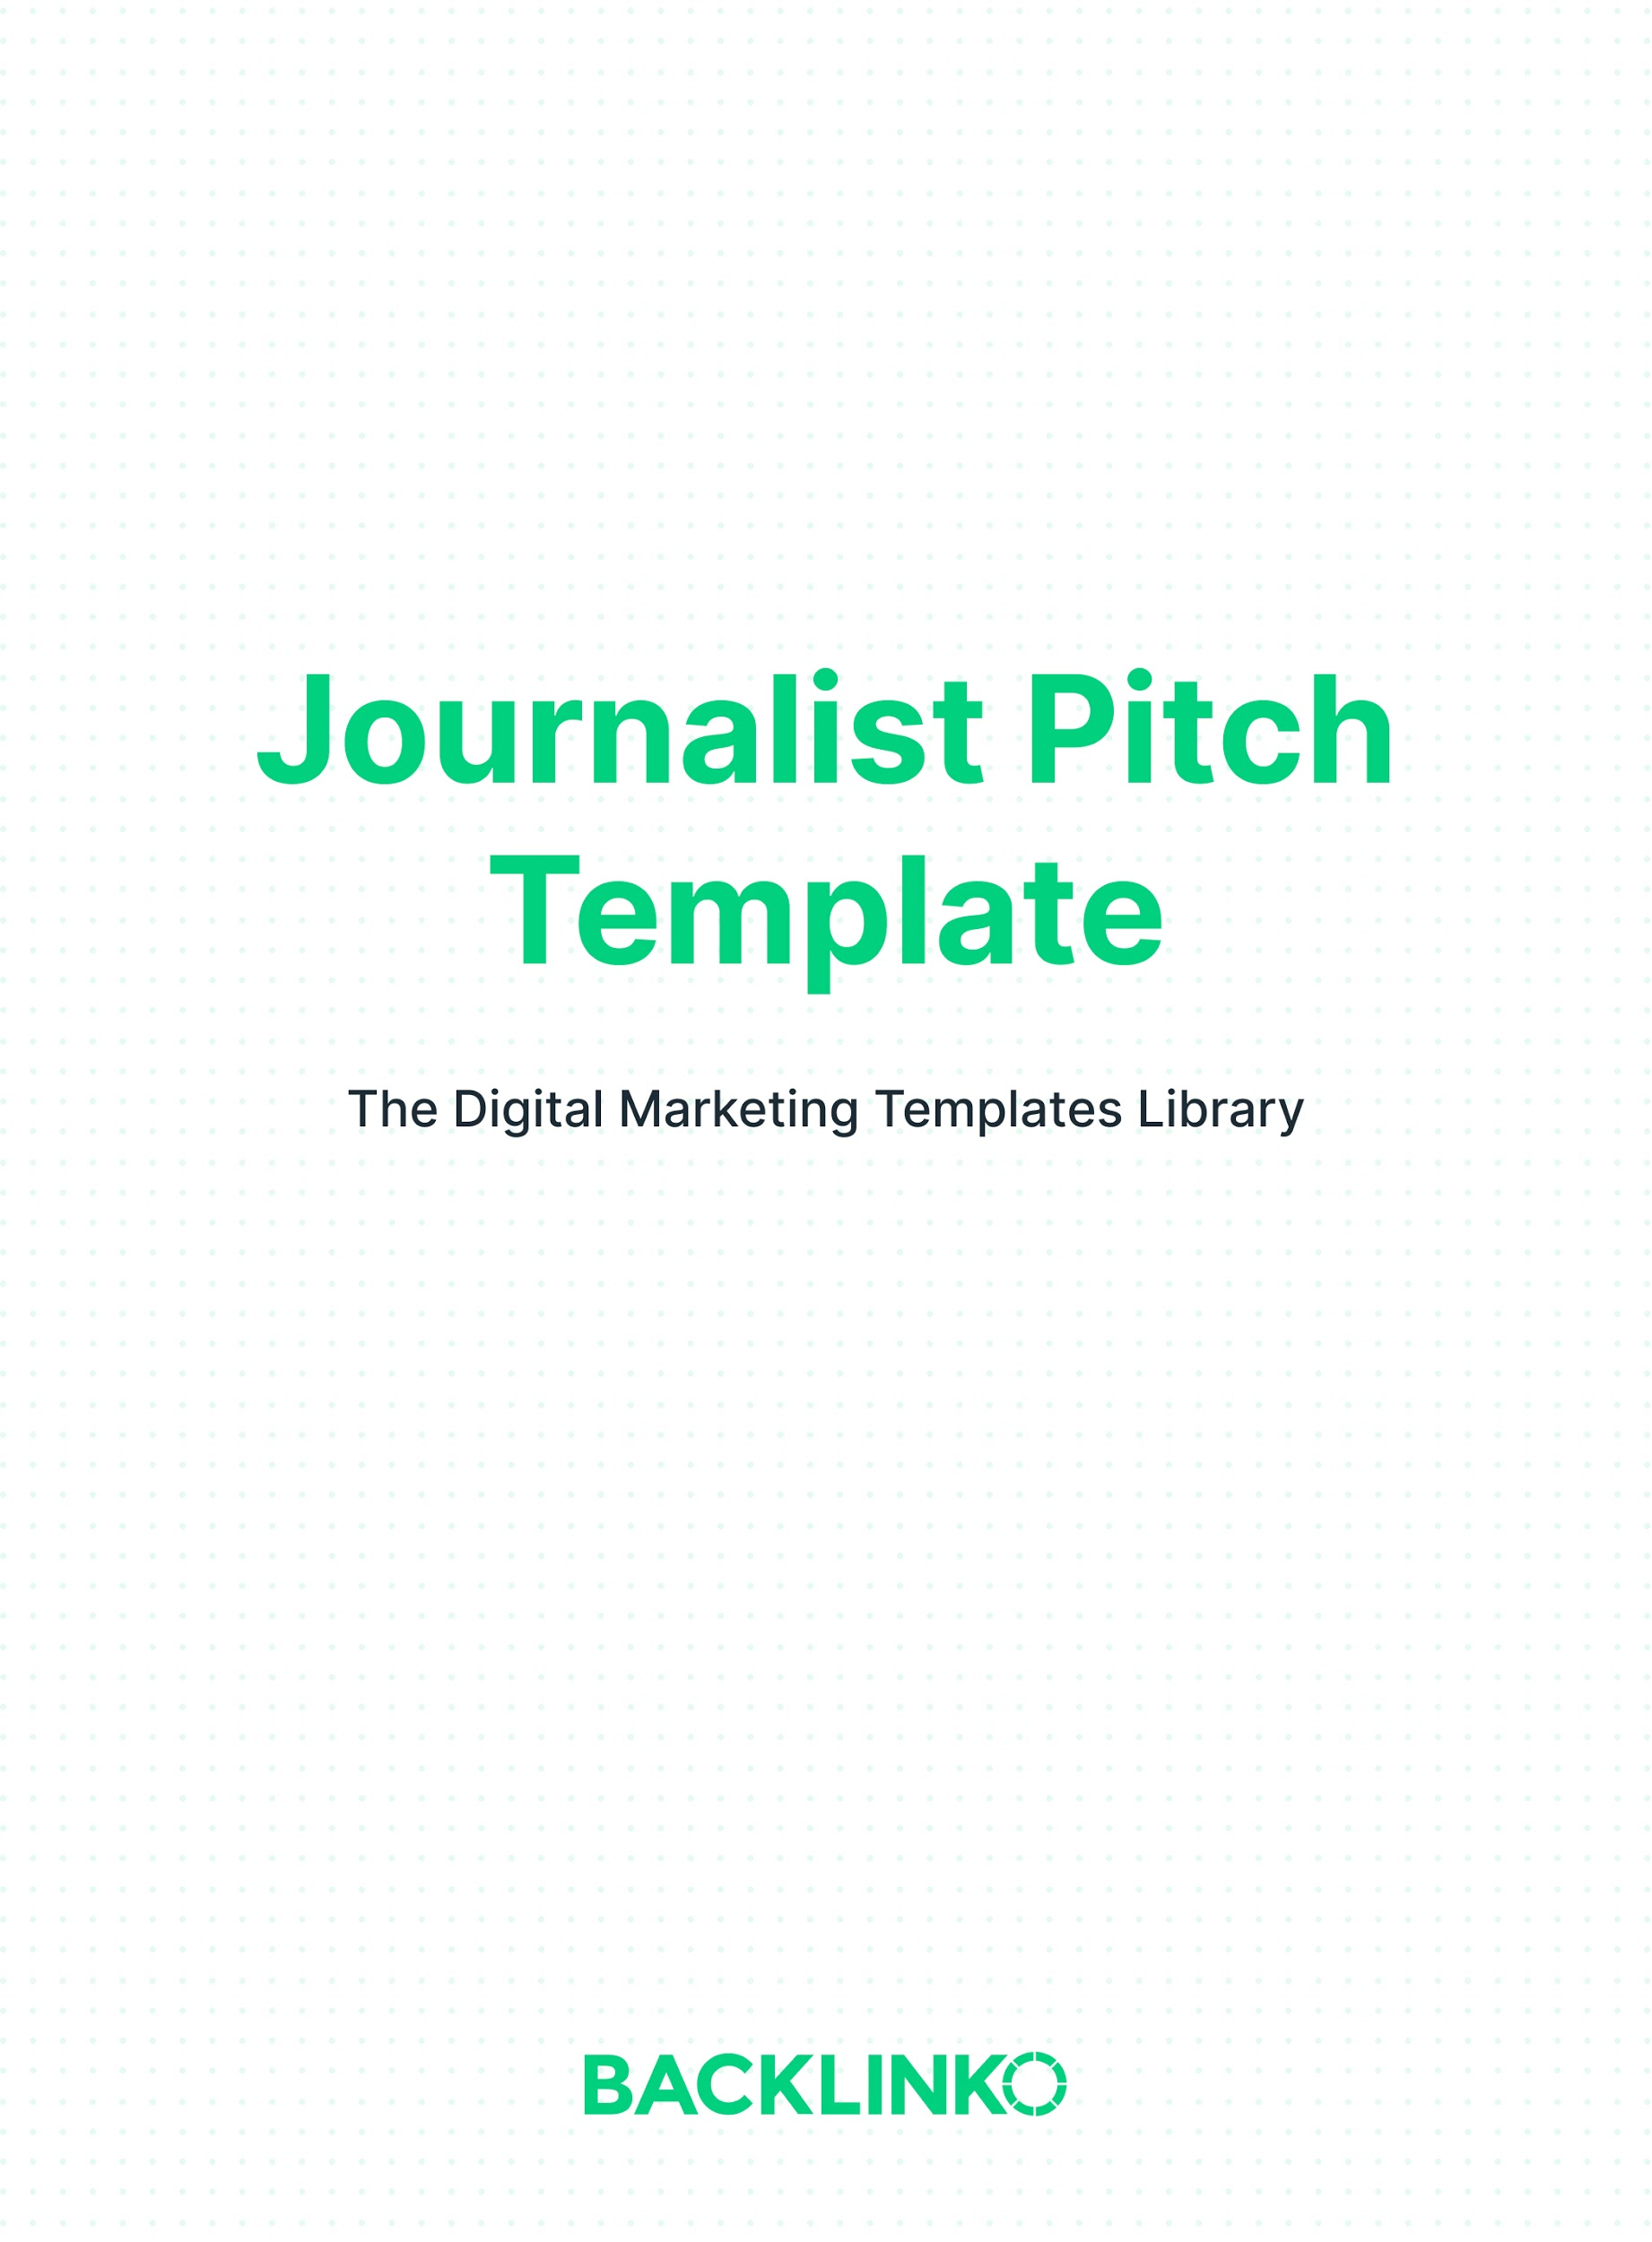 Journalist Pitch
Template
The Digital Marketing Templates Library
BACKLINKO